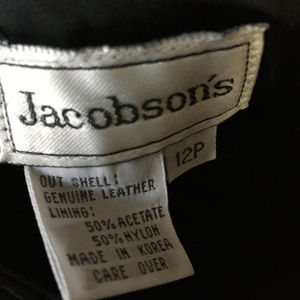 Jacobson's
12P
OUT SHELL:
GENUINE LEATHER
LINING:
50% ACETATE
50% NYLON
MADE IN KOREA
CARE OVER